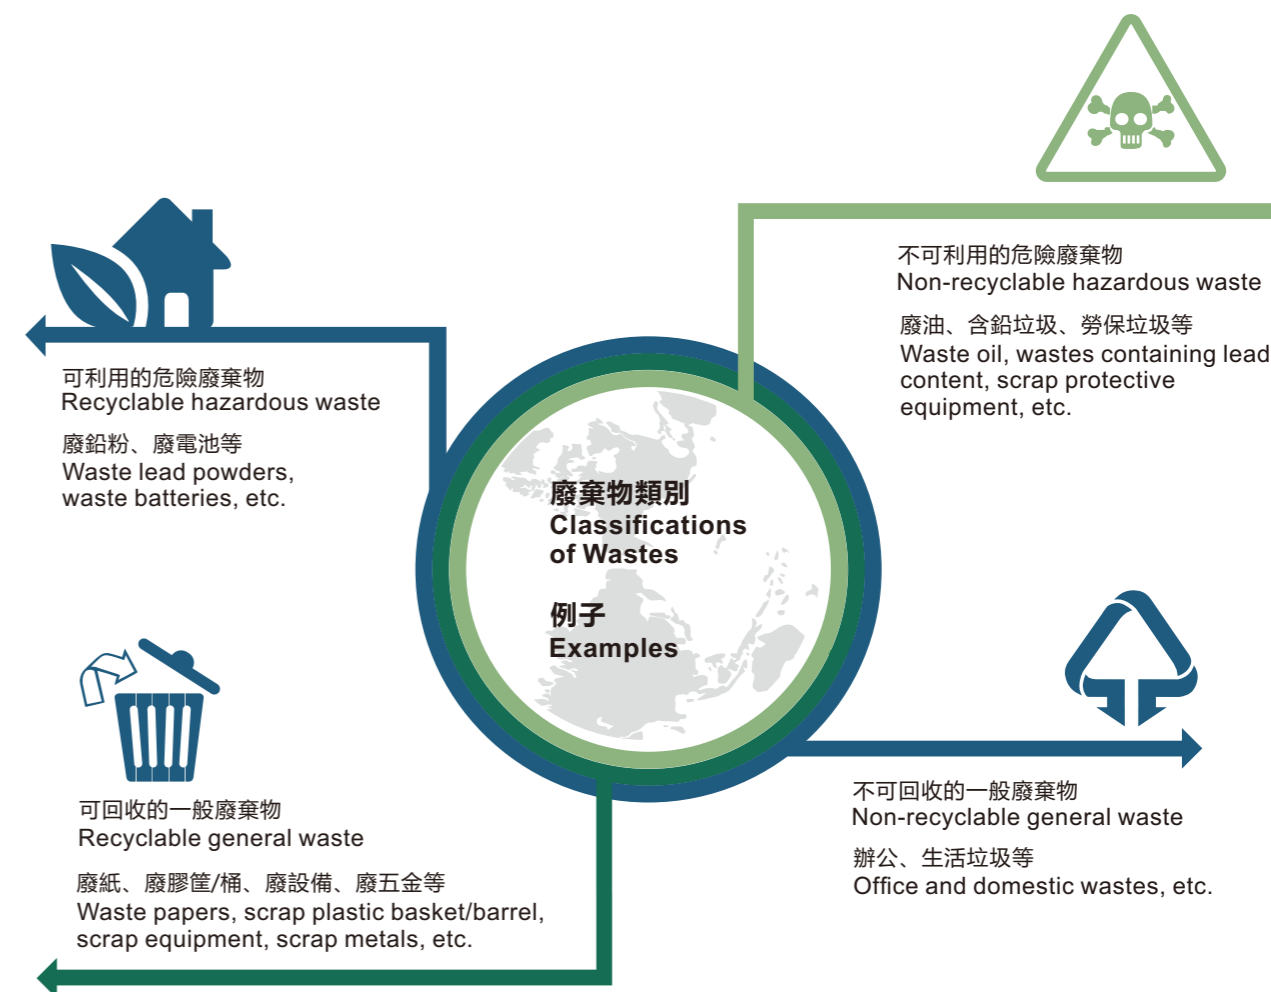 不可利用的危險廢棄物
Non-recyclable hazardous waste
廢油、含鉛垃圾、勞保垃圾等
Waste oil, wastes containing lead
content, scrap protective
equipment, etc.
可利用的危險廢棄物
Recyclable hazardous waste
廢鉛粉、廢電池等
Waste lead powders,
waste batteries, etc.
廢棄物類別
Classifications
of Wastes
例子
Examples
可回收的一般廢棄物
Recyclable general waste
廢紙、廢膠筐/桶、廢設備、廢五金等
Waste papers, scrap plastic basket/barrel,
scrap equipment, scrap metals, etc.
不可回收的一般廢棄物
Non-recyclable general waste
辦公、生活垃圾等
Office and domestic wastes, etc.